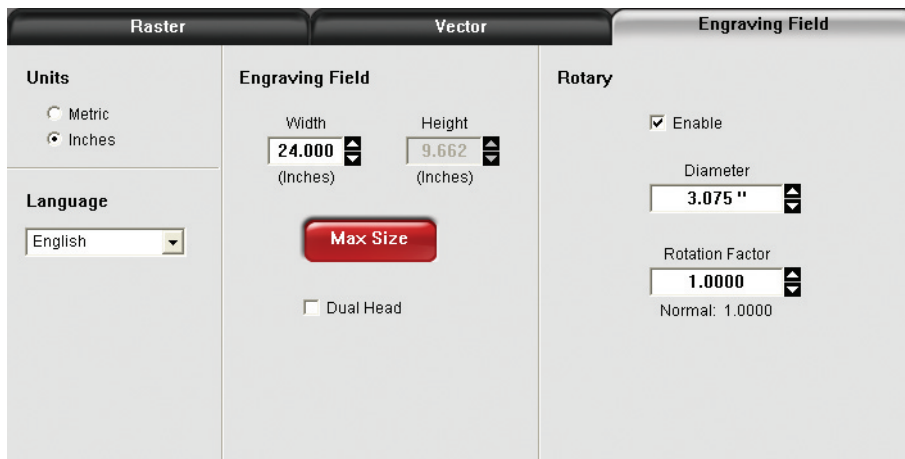 Raster
Vector
Engraving Field
Units
Metric
Inches
Language
English
Engraving Field
Width
Height
24.000
9.662
(Inches)
(Inches)
Max Size
Dual Head
Rotary
Enable
Diameter
3.075 "
Rotation Factor
1.0000
Normal: 1.0000